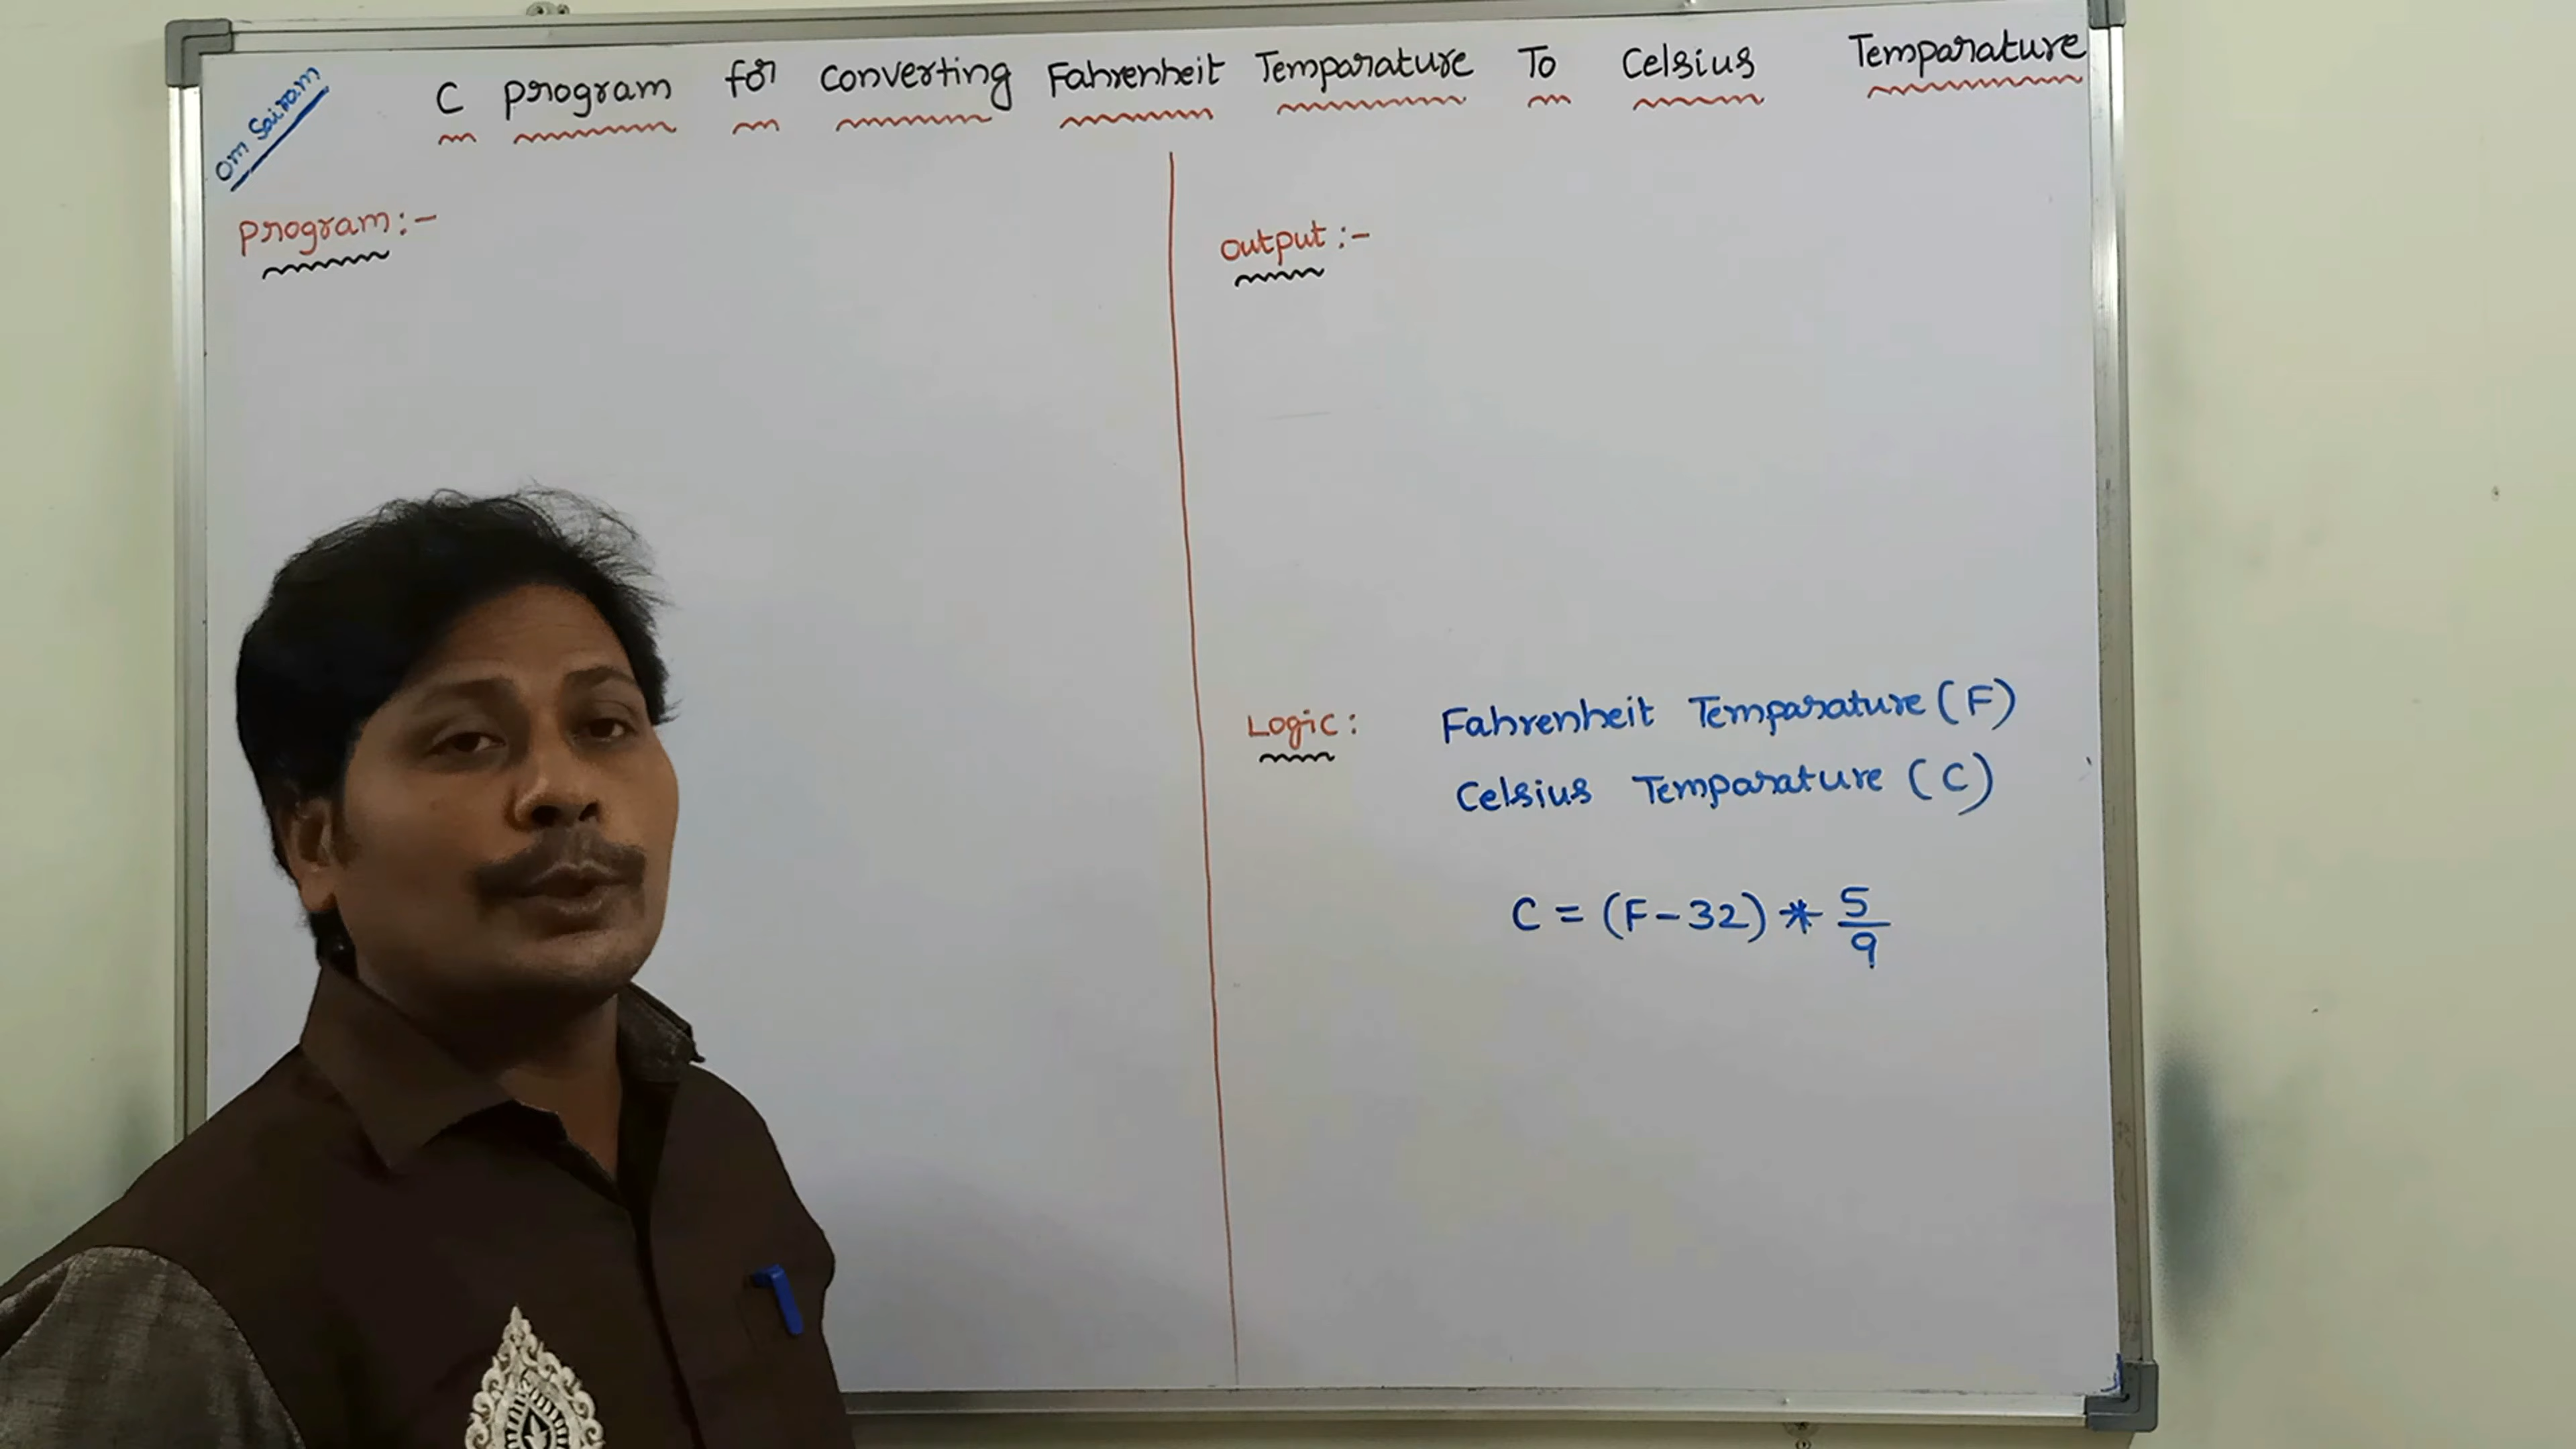 Om Sairam
C program for converting Fahrenheit Temparature To Celsius Temparature
program:-
output:-
Logic: Fahrenheit Temparature (F)
Celsius Temparature (C)
C = (F-32) * 5/9